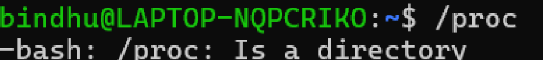 bindhu@LAPTOP-NQPCRIKO:~$ /proc
-bash: /proc: Is a directory